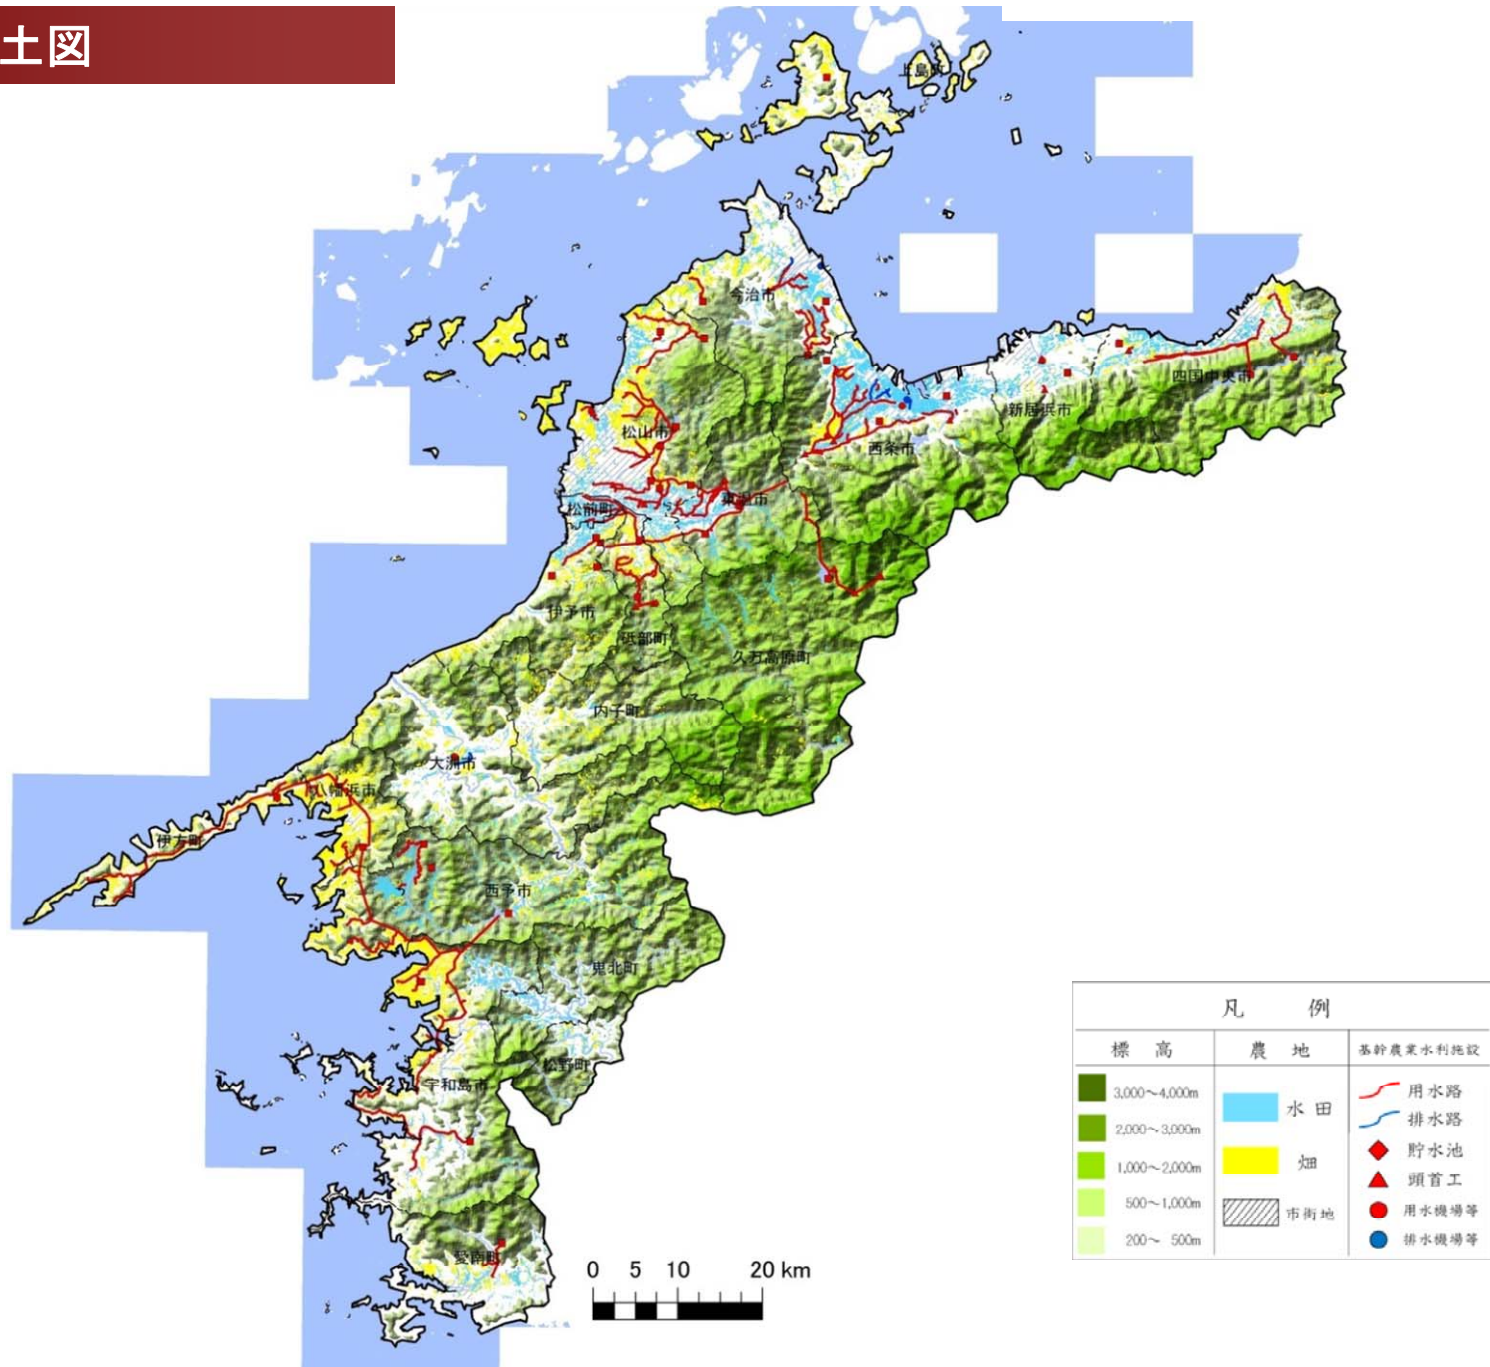 土図
上島町
今治市
四国中央市
新居浜市
松山市
西条市
東温市
松前町
伊予市
砥部町
久万高原町
内子町
大洲市
八幡浜市
伊方町
西予市
鬼北町
松野町
宇和島市
愛南町
0 5 10 20 km
凡 例
標 高
3,000～4,000m
2,000～3,000m
1,000～2,000m
500～1,000m
200～ 500m
農 地
水 田
畑
市街地
基幹農業水利施設
用水路
排水路
貯水池
頭首工
用水機場等
排水機場等